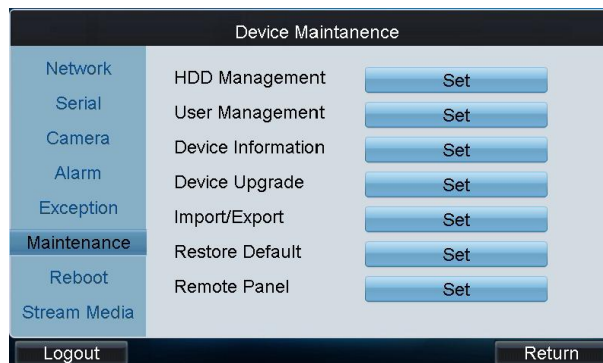 Device Maintanence
Network
Serial
Camera
Alarm
Exception
Maintenance
Reboot
Stream Media
HDD Management Set
User Management Set
Device Information Set
Device Upgrade Set
Import/Export Set
Restore Default Set
Remote Panel Set
Logout Return